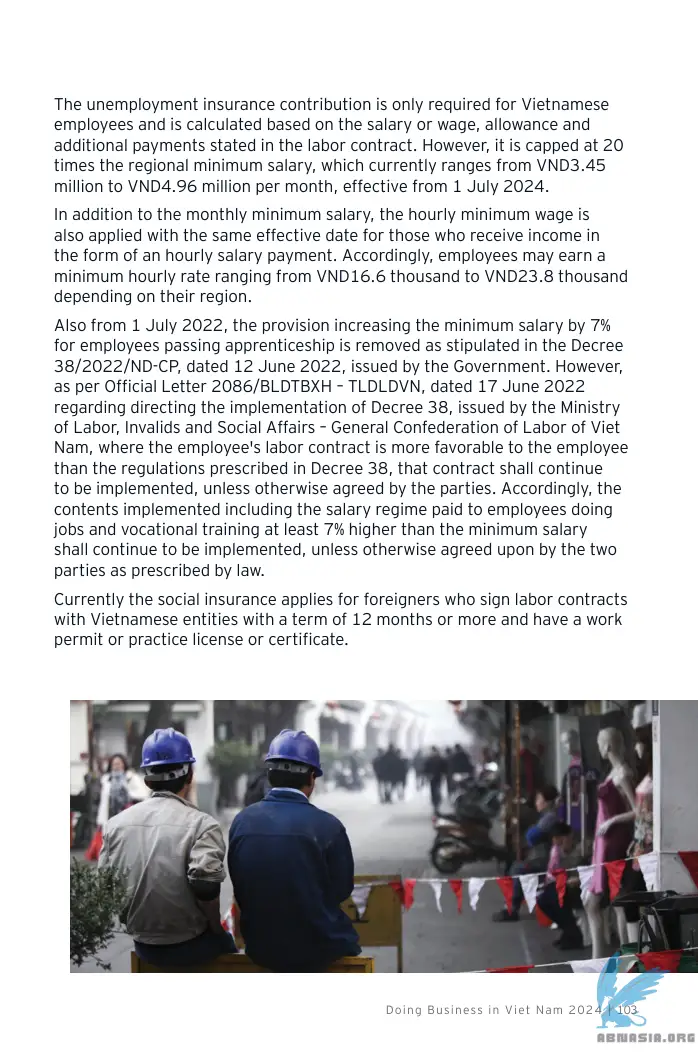 The unemployment insurance contribution is only required for Vietnamese
employees and is calculated based on the salary or wage, allowance and
additional payments stated in the labor contract. However, it is capped at 20
times the regional minimum salary, which currently ranges from VND3.45
million to VND4.96 million per month, effective from 1 July 2024.
In addition to the monthly minimum salary, the hourly minimum wage is
also applied with the same effective date for those who receive income in
the form of an hourly salary payment. Accordingly, employees may earn a
minimum hourly rate ranging from VND16.6 thousand to VND23.8 thousand
depending on their region.
Also from 1 July 2022, the provision increasing the minimum salary by 7%
for employees passing apprenticeship is removed as stipulated in the Decree
38/2022/ND-CP, dated 12 June 2022, issued by the Government. However,
as per Official Letter 2086/BLDTBXH – TLDLDVN, dated 17 June 2022
regarding directing the implementation of Decree 38, issued by the Ministry
of Labor, Invalids and Social Affairs – General Confederation of Labor of Viet
Nam, where the employee's labor contract is more favorable to the employee
than the regulations prescribed in Decree 38, that contract shall continue
to be implemented, unless otherwise agreed by the parties. Accordingly, the
contents implemented including the salary regime paid to employees doing
jobs and vocational training at least 7% higher than the minimum salary
shall continue to be implemented, unless otherwise agreed upon by the two
parties as prescribed by law.
Currently the social insurance applies for foreigners who sign labor contracts
with Vietnamese entities with a term of 12 months or more and have a work
permit or practice license or certificate.
Doing Business in Viet Nam 2024 | 103
ABNASIA.ORG